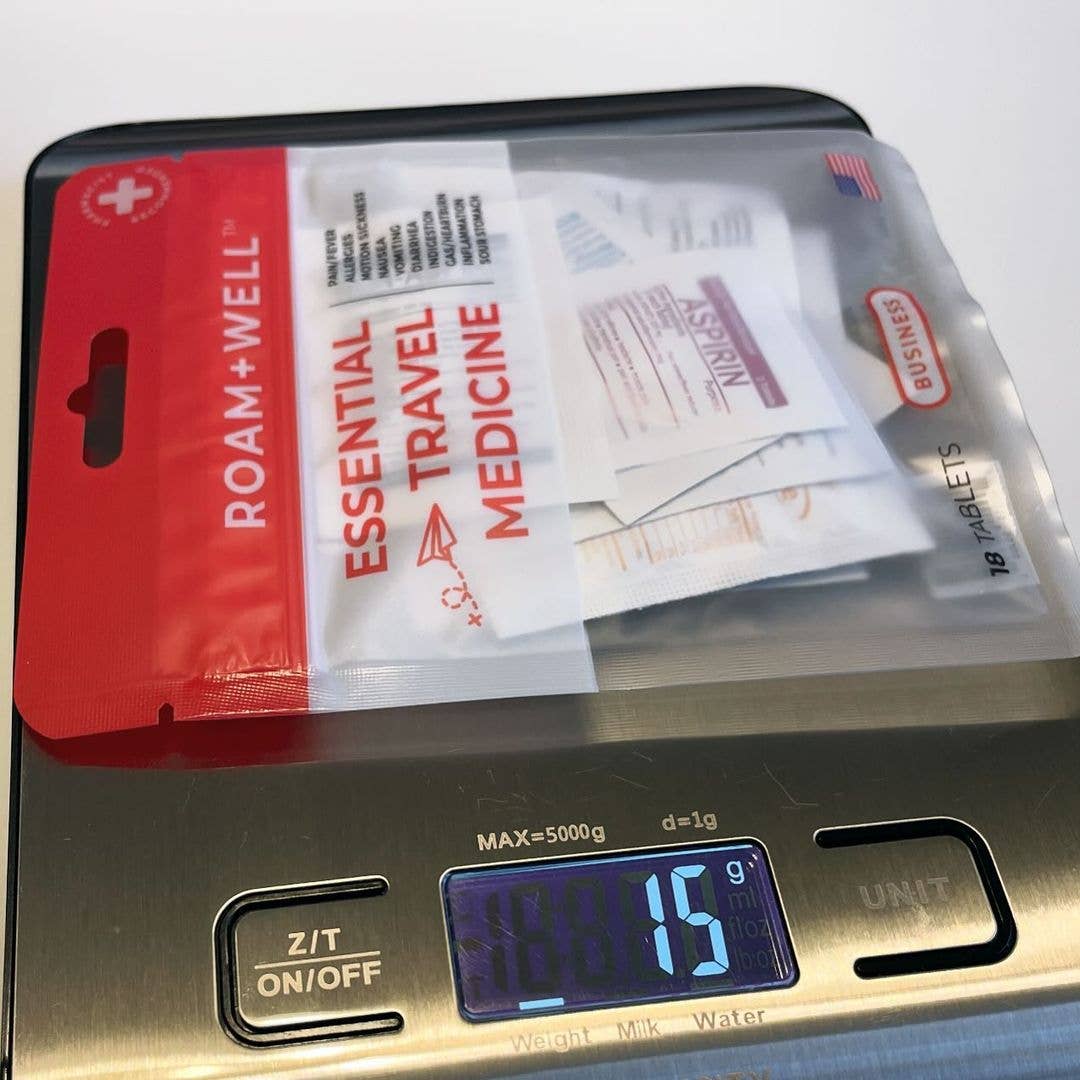 ROAM+WELL™
PAIN/FEVER
ALLERGIES
MOTION SICKNESS
NAUSEA
VOMITING
DIARRHEA
INDIGESTION
GAS/HEARTBURN
INFLAMMATION
SOUR STOMACH
ESSENTIAL
TRAVEL
MEDICINE
ASPIRIN
BUSINESS
18 TABLETS
MAX=5000g
d=1g
Z/T
ON/OFF
15 g
ml
floz
UNIT
Weight Milk Water